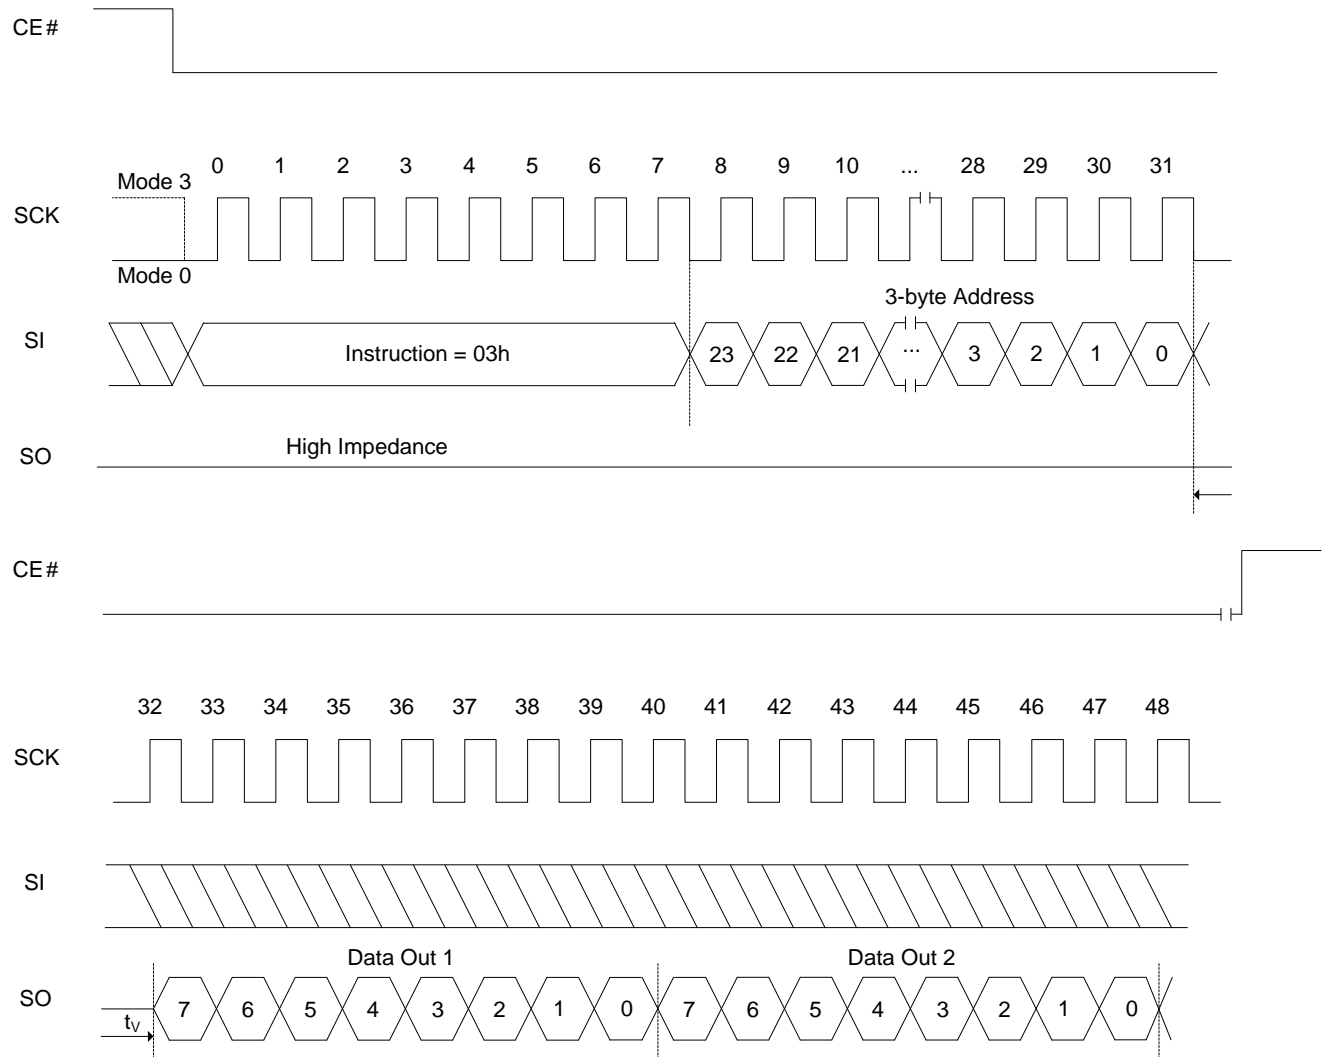 CE#
0 1 2 3 4 5 6 7 8 9 10 ... 28 29 30 31
Mode 3
SCK
Mode 0
3-byte Address
SI Instruction = 03h 23 22 21 ... 3 2 1 0
High Impedance
SO
CE#
32 33 34 35 36 37 38 39 40 41 42 43 44 45 46 47 48
SCK
SI
Data Out 1 Data Out 2
SO 7 6 5 4 3 2 1 0 7 6 5 4 3 2 1 0
tV